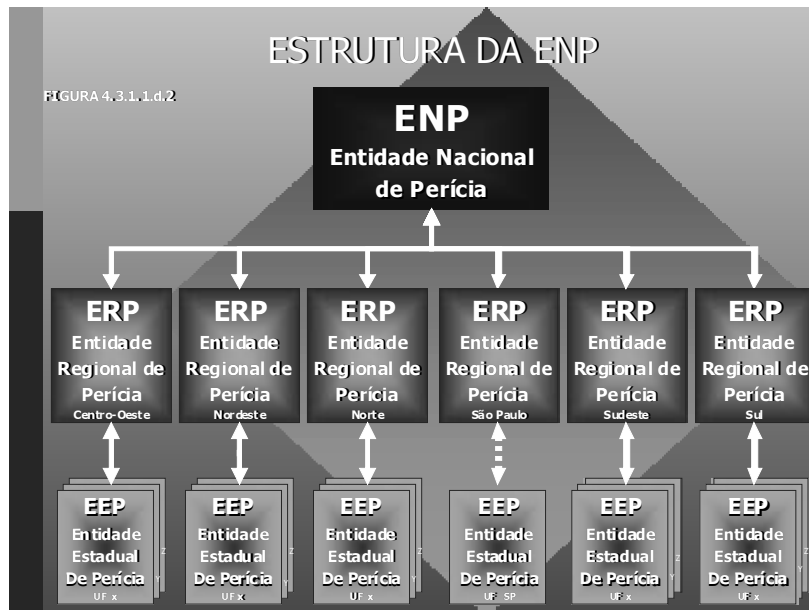 ESTRUTURA DA ENP
FIGURA 4.3.1.1.d.2
ENP
Entidade Nacional
de Perícia
ERP
Entidade
Regional de
Perícia
Centro-Oeste
ERP
Entidade
Regional de
Perícia
Nordeste
ERP
Entidade
Regional de
Perícia
Norte
ERP
Entidade
Regional de
Perícia
São Paulo
ERP
Entidade
Regional de
Perícia
Sudeste
ERP
Entidade
Regional de
Perícia
Sul
EEP
Entidade
Estadual
De Perícia
UF x
Y
Z
EEP
Entidade
Estadual
De Perícia
UF x
Y
Z
EEP
Entidade
Estadual
De Perícia
UF x
Y
Z
EEP
Entidade
Estadual
De Perícia
UF SP
EEP
Entidade
Estadual
De Perícia
UF x
Y
Z
EEP
Entidade
Estadual
De Perícia
UF x
Y
Z